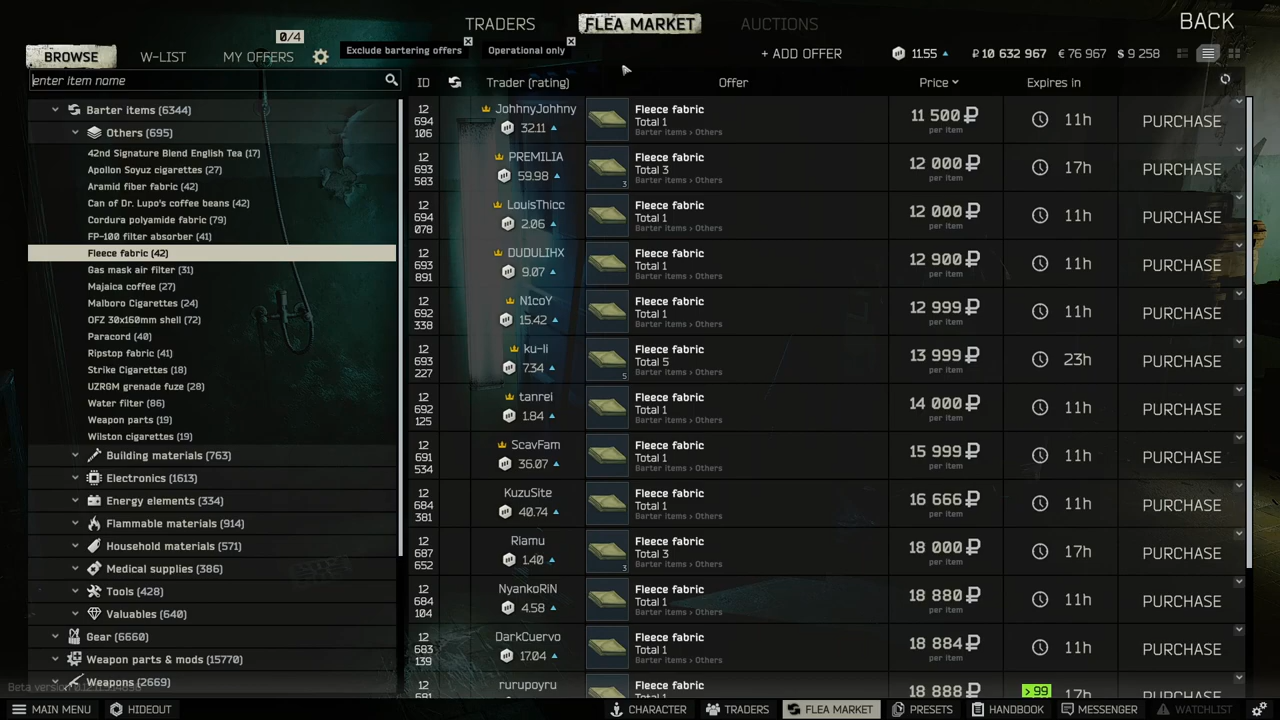 TRADERS FLEA MARKET AUCTIONS BACK
0/4
BROWSE W-LIST MY OFFERS Exclude bartering offers Operational only + ADD OFFER 11.55 ₽ 10 632 967 € 76 967 $ 9 258
enter item name
ID Trader (rating) Offer Price Expires in
Barter items (6344)
Others (695)
42nd Signature Blend English Tea (17)
Apollon Soyuz cigarettes (27)
Aramid fiber fabric (42)
Can of Dr. Lupo's coffee beans (42)
Cordura polyamide fabric (79)
FP-100 filter absorber (41)
Fleece fabric (42)
Gas mask air filter (31)
Majaica coffee (27)
Malboro Cigarettes (24)
OFZ 30x160mm shell (72)
Paracord (40)
Ripstop fabric (41)
Strike Cigarettes (18)
UZRGM grenade fuze (28)
Water filter (86)
Weapon parts (19)
Wilston cigarettes (19)
Building materials (763)
Electronics (1613)
Energy elements (334)
Flammable materials (914)
Household materials (571)
Medical supplies (386)
Tools (428)
Valuables (640)
Gear (6660)
Weapon parts & mods (15770)
Weapons (2669)
12 694 106 JohhnyJohhny 32.11
Fleece fabric
Total 1
Barter items > Others
11 500 ₽
per item
11h PURCHASE
12 693 583 PREMILIA 59.98
3
Fleece fabric
Total 3
Barter items > Others
12 000 ₽
per item
17h PURCHASE
12 694 078 LouisThicc 2.06
Fleece fabric
Total 1
Barter items > Others
12 000 ₽
per item
11h PURCHASE
12 693 891 DUDULIHX 9.07
Fleece fabric
Total 1
Barter items > Others
12 900 ₽
per item
11h PURCHASE
12 692 338 N1coY 15.42
Fleece fabric
Total 1
Barter items > Others
12 999 ₽
per item
11h PURCHASE
12 693 227 ku-li 7.34
5
Fleece fabric
Total 5
Barter items > Others
13 999 ₽
per item
23h PURCHASE
12 692 125 tanrei 1.84
Fleece fabric
Total 1
Barter items > Others
14 000 ₽
per item
11h PURCHASE
12 691 534 ScavFam 36.07
Fleece fabric
Total 1
Barter items > Others
15 999 ₽
per item
11h PURCHASE
12 684 381 KuzuSite 40.74
Fleece fabric
Total 1
Barter items > Others
16 666 ₽
per item
11h PURCHASE
12 687 652 Riamu 1.40
3
Fleece fabric
Total 3
Barter items > Others
18 000 ₽
per item
17h PURCHASE
12 684 104 NyankoRIN 4.58
Fleece fabric
Total 1
Barter items > Others
18 880 ₽
per item
11h PURCHASE
12 683 139 DarkCuervo 17.04
Fleece fabric
Total 1
Barter items > Others
18 884 ₽
per item
11h PURCHASE
12 rurupoyru
Fleece fabric
18 888 ₽
17h PURCHASE
> 99
Beta version
MAIN MENU HIDEOUT CHARACTER TRADERS FLEA MARKET PRESETS HANDBOOK MESSENGER WATCHLIST